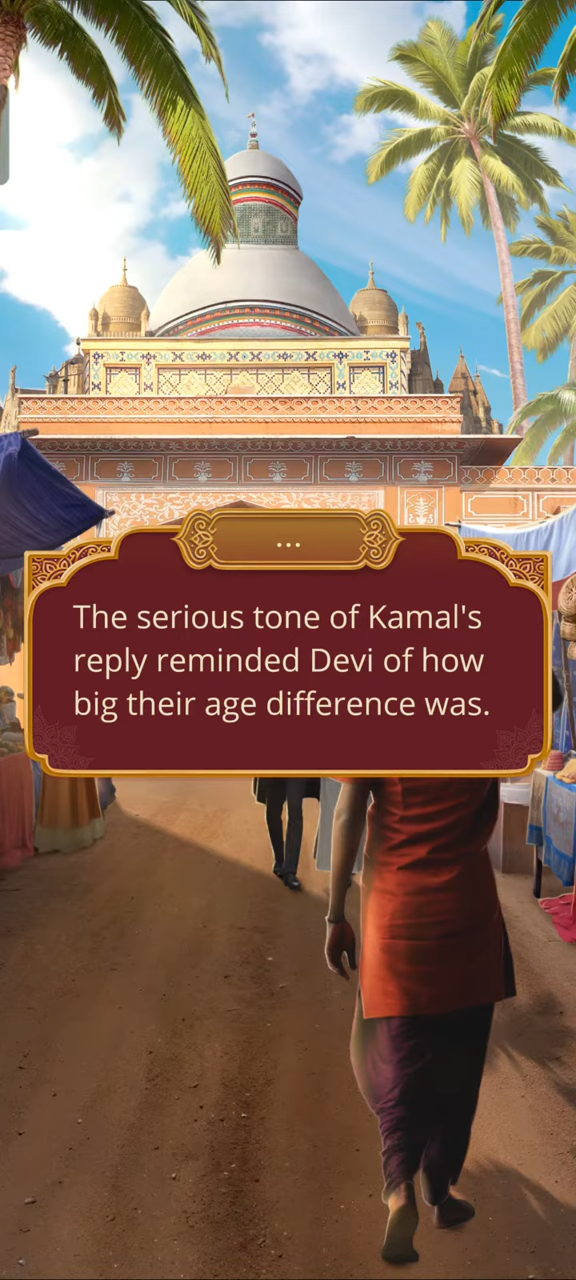 ...
The serious tone of Kamal's
reply reminded Devi of how
big their age difference was.